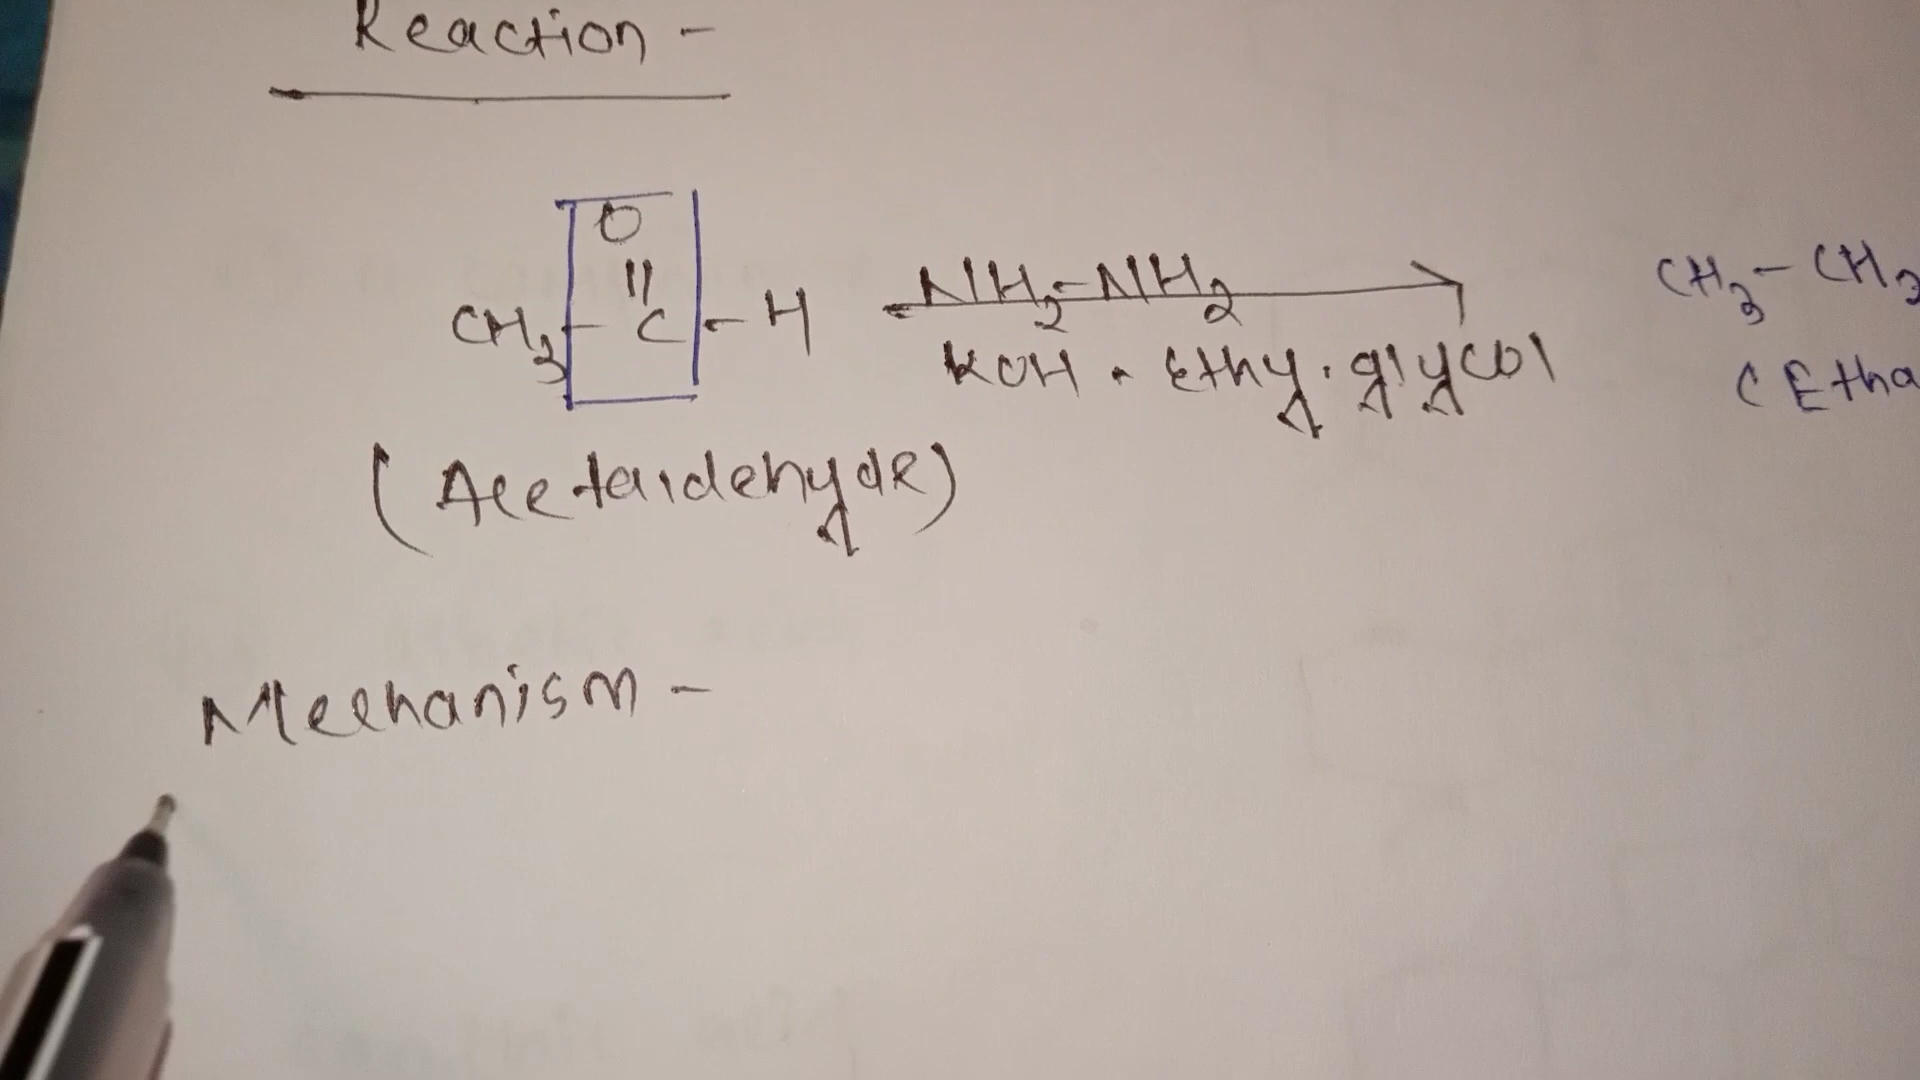 Reaction -
O
||
CH3 - C - H NH2-NH2 CH3 - CH3
KOH . Ethy. glycol (Etha
(Acetaldehyde)
Mechanism -